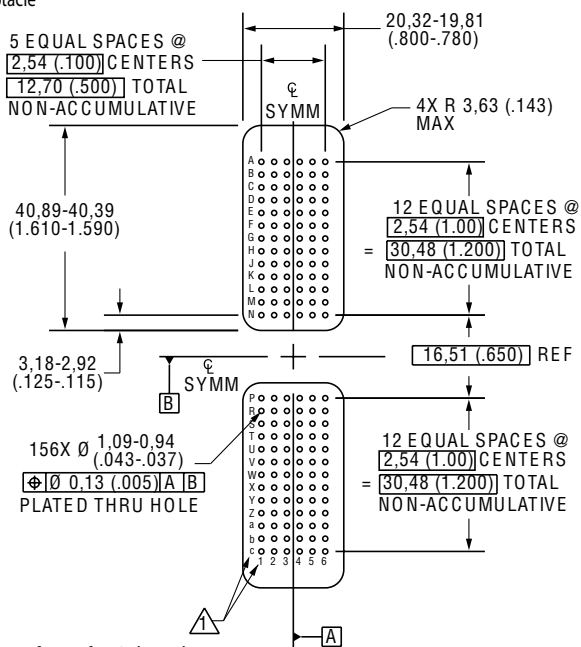 20,32-19,81
(.800-.780)
5 EQUAL SPACES @
2,54 (.100) CENTERS
12,70 (.500) TOTAL
NON-ACCUMULATIVE
℄
SYMM
4X R 3,63 (.143)
MAX
A
B
C
D
E
F
G
H
J
K
L
M
N
40,89-40,39
(1.610-1.590)
12 EQUAL SPACES @
2,54 (1.00) CENTERS
= 30,48 (1.200) TOTAL
NON-ACCUMULATIVE
3,18-2,92
(.125-.115)
℄
SYMM
B
16,51 (.650) REF
P
R
S
T
U
V
W
X
Y
Z
a
b
c
1 2 3 4 5 6
156X Ø 1,09-0,94
(.043-.037)
⌖ Ø 0,13 (.005) A B
PLATED THRU HOLE
12 EQUAL SPACES @
2,54 (1.00) CENTERS
= 30,48 (1.200) TOTAL
NON-ACCUMULATIVE
1
A